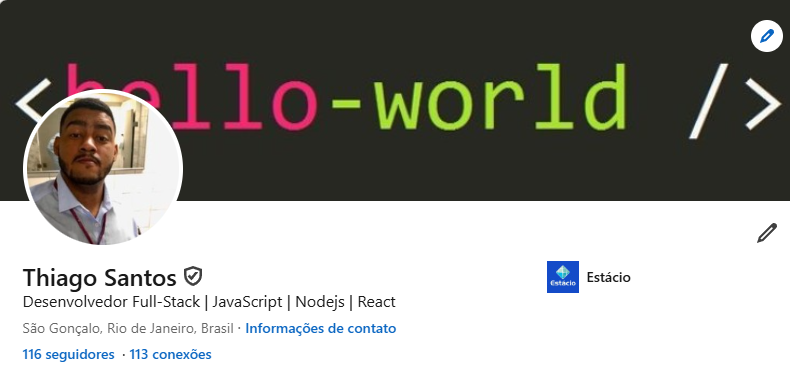 <hello-world />
Thiago Santos
Desenvolvedor Full-Stack | JavaScript | Nodejs | React
São Gonçalo, Rio de Janeiro, Brasil · Informações de contato
116 seguidores · 113 conexões
Estácio
Estácio